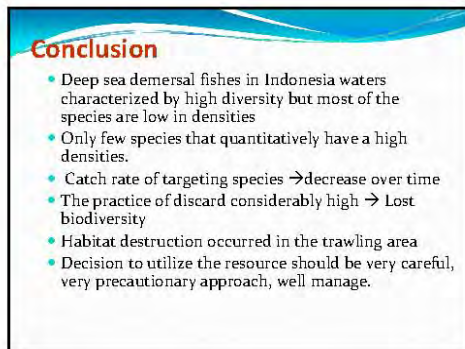 Conclusion
Deep sea demersal fishes in Indonesia waters
characterized by high diversity but most of the
species are low in densities
Only few species that quantitatively have a high
densities.
Catch rate of targeting species →decrease over time
The practice of discard considerably high → Lost
biodiversity
Habitat destruction occurred in the trawling area
Decision to utilize the resource should be very careful,
very precautionary approach, well manage.